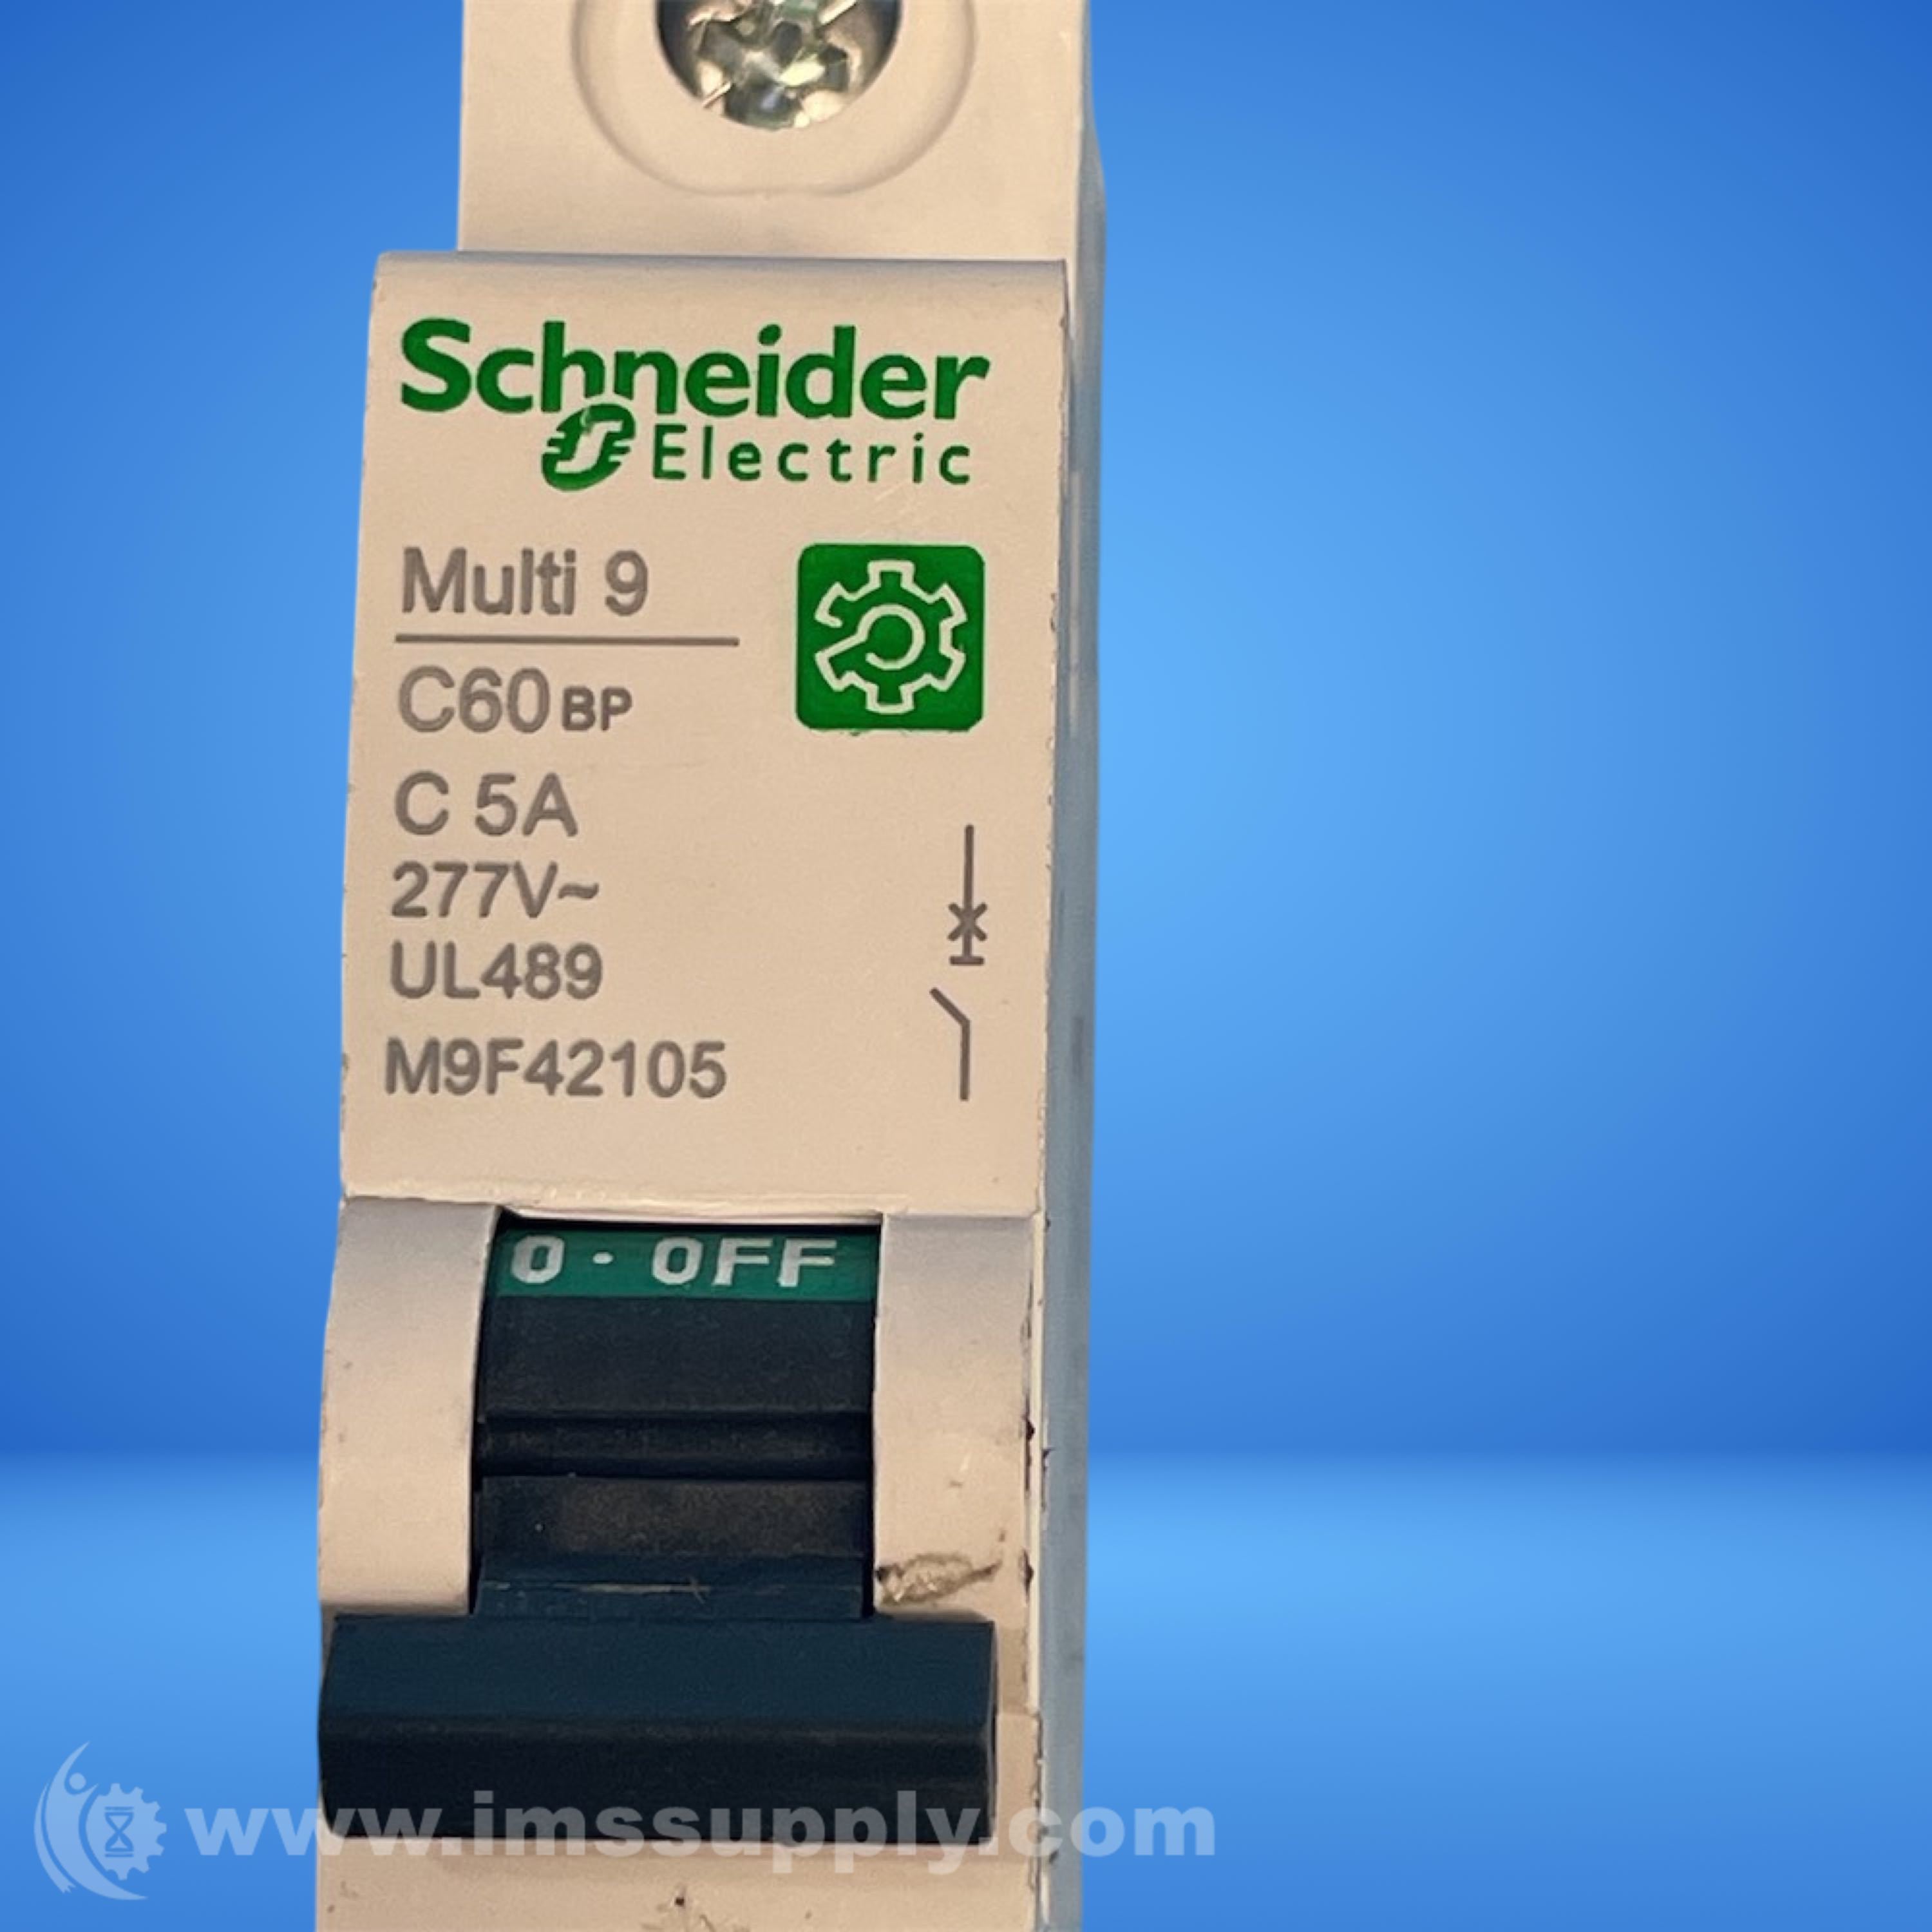 Schneider
Electric
Multi 9
C60BP
C 5A
277V~
UL489
M9F42105
O · OFF
www.imssupply.com